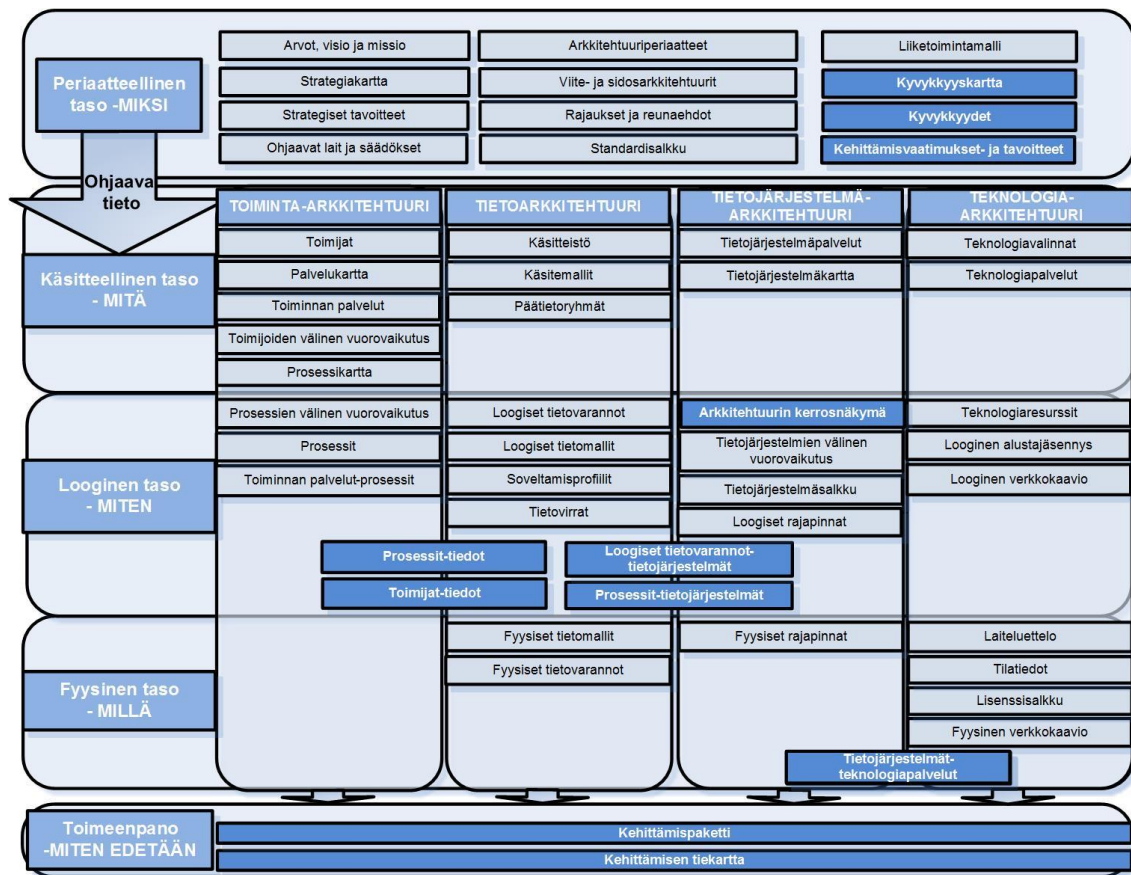 Periaatteellinen
taso -MIKSI
Arvot, visio ja missio
Strategiakartta
Strategiset tavoitteet
Ohjaavat lait ja säädökset
Arkkitehtuuriperiaatteet
Viite- ja sidosarkkitehtuurit
Rajaukset ja reunaehdot
Standardisalkku
Liiketoimintamalli
Kyvykkyyskartta
Kyvykkyydet
Kehittämisvaatimukset- ja tavoitteet
Ohjaava
tieto
TOIMINTA-ARKKITEHTUURI
TIETOARKKITEHTUURI
TIETOJÄRJESTELMÄ-
ARKKITEHTUURI
TEKNOLOGIA-
ARKKITEHTUURI
Käsitteellinen taso
- MITÄ
Toimijat
Palvelukartta
Toiminnan palvelut
Toimijoiden välinen vuorovaikutus
Prosessikartta
Käsitteistö
Käsitemallit
Päätietoryhmät
Tietojärjestelmäpalvelut
Tietojärjestelmäkartta
Teknologiavalinnat
Teknologiapalvelut
Looginen taso
- MITEN
Prosessien välinen vuorovaikutus
Prosessit
Toiminnan palvelut-prosessit
Loogiset tietovarannot
Loogiset tietomallit
Soveltamisprofiilit
Tietovirrat
Arkkitehtuurin kerrosnäkymä
Tietojärjestelmien välinen
vuorovaikutus
Tietojärjestelmäsalkku
Loogiset rajapinnat
Teknologiaresurssit
Looginen alustajäsennys
Looginen verkkokaavio
Prosessit-tiedot
Toimijat-tiedot
Loogiset tietovarannot-
tietojärjestelmät
Prosessit-tietojärjestelmät
Fyysinen taso
- MILLÄ
Fyysiset tietomallit
Fyysiset tietovarannot
Fyysiset rajapinnat
Laiteluettelo
Tilatiedot
Lisenssisalkku
Fyysinen verkkokaavio
Tietojärjestelmät-
teknologiapalvelut
Toimeenpano
-MITEN EDETÄÄN
Kehittämispaketti
Kehittämisen tiekartta